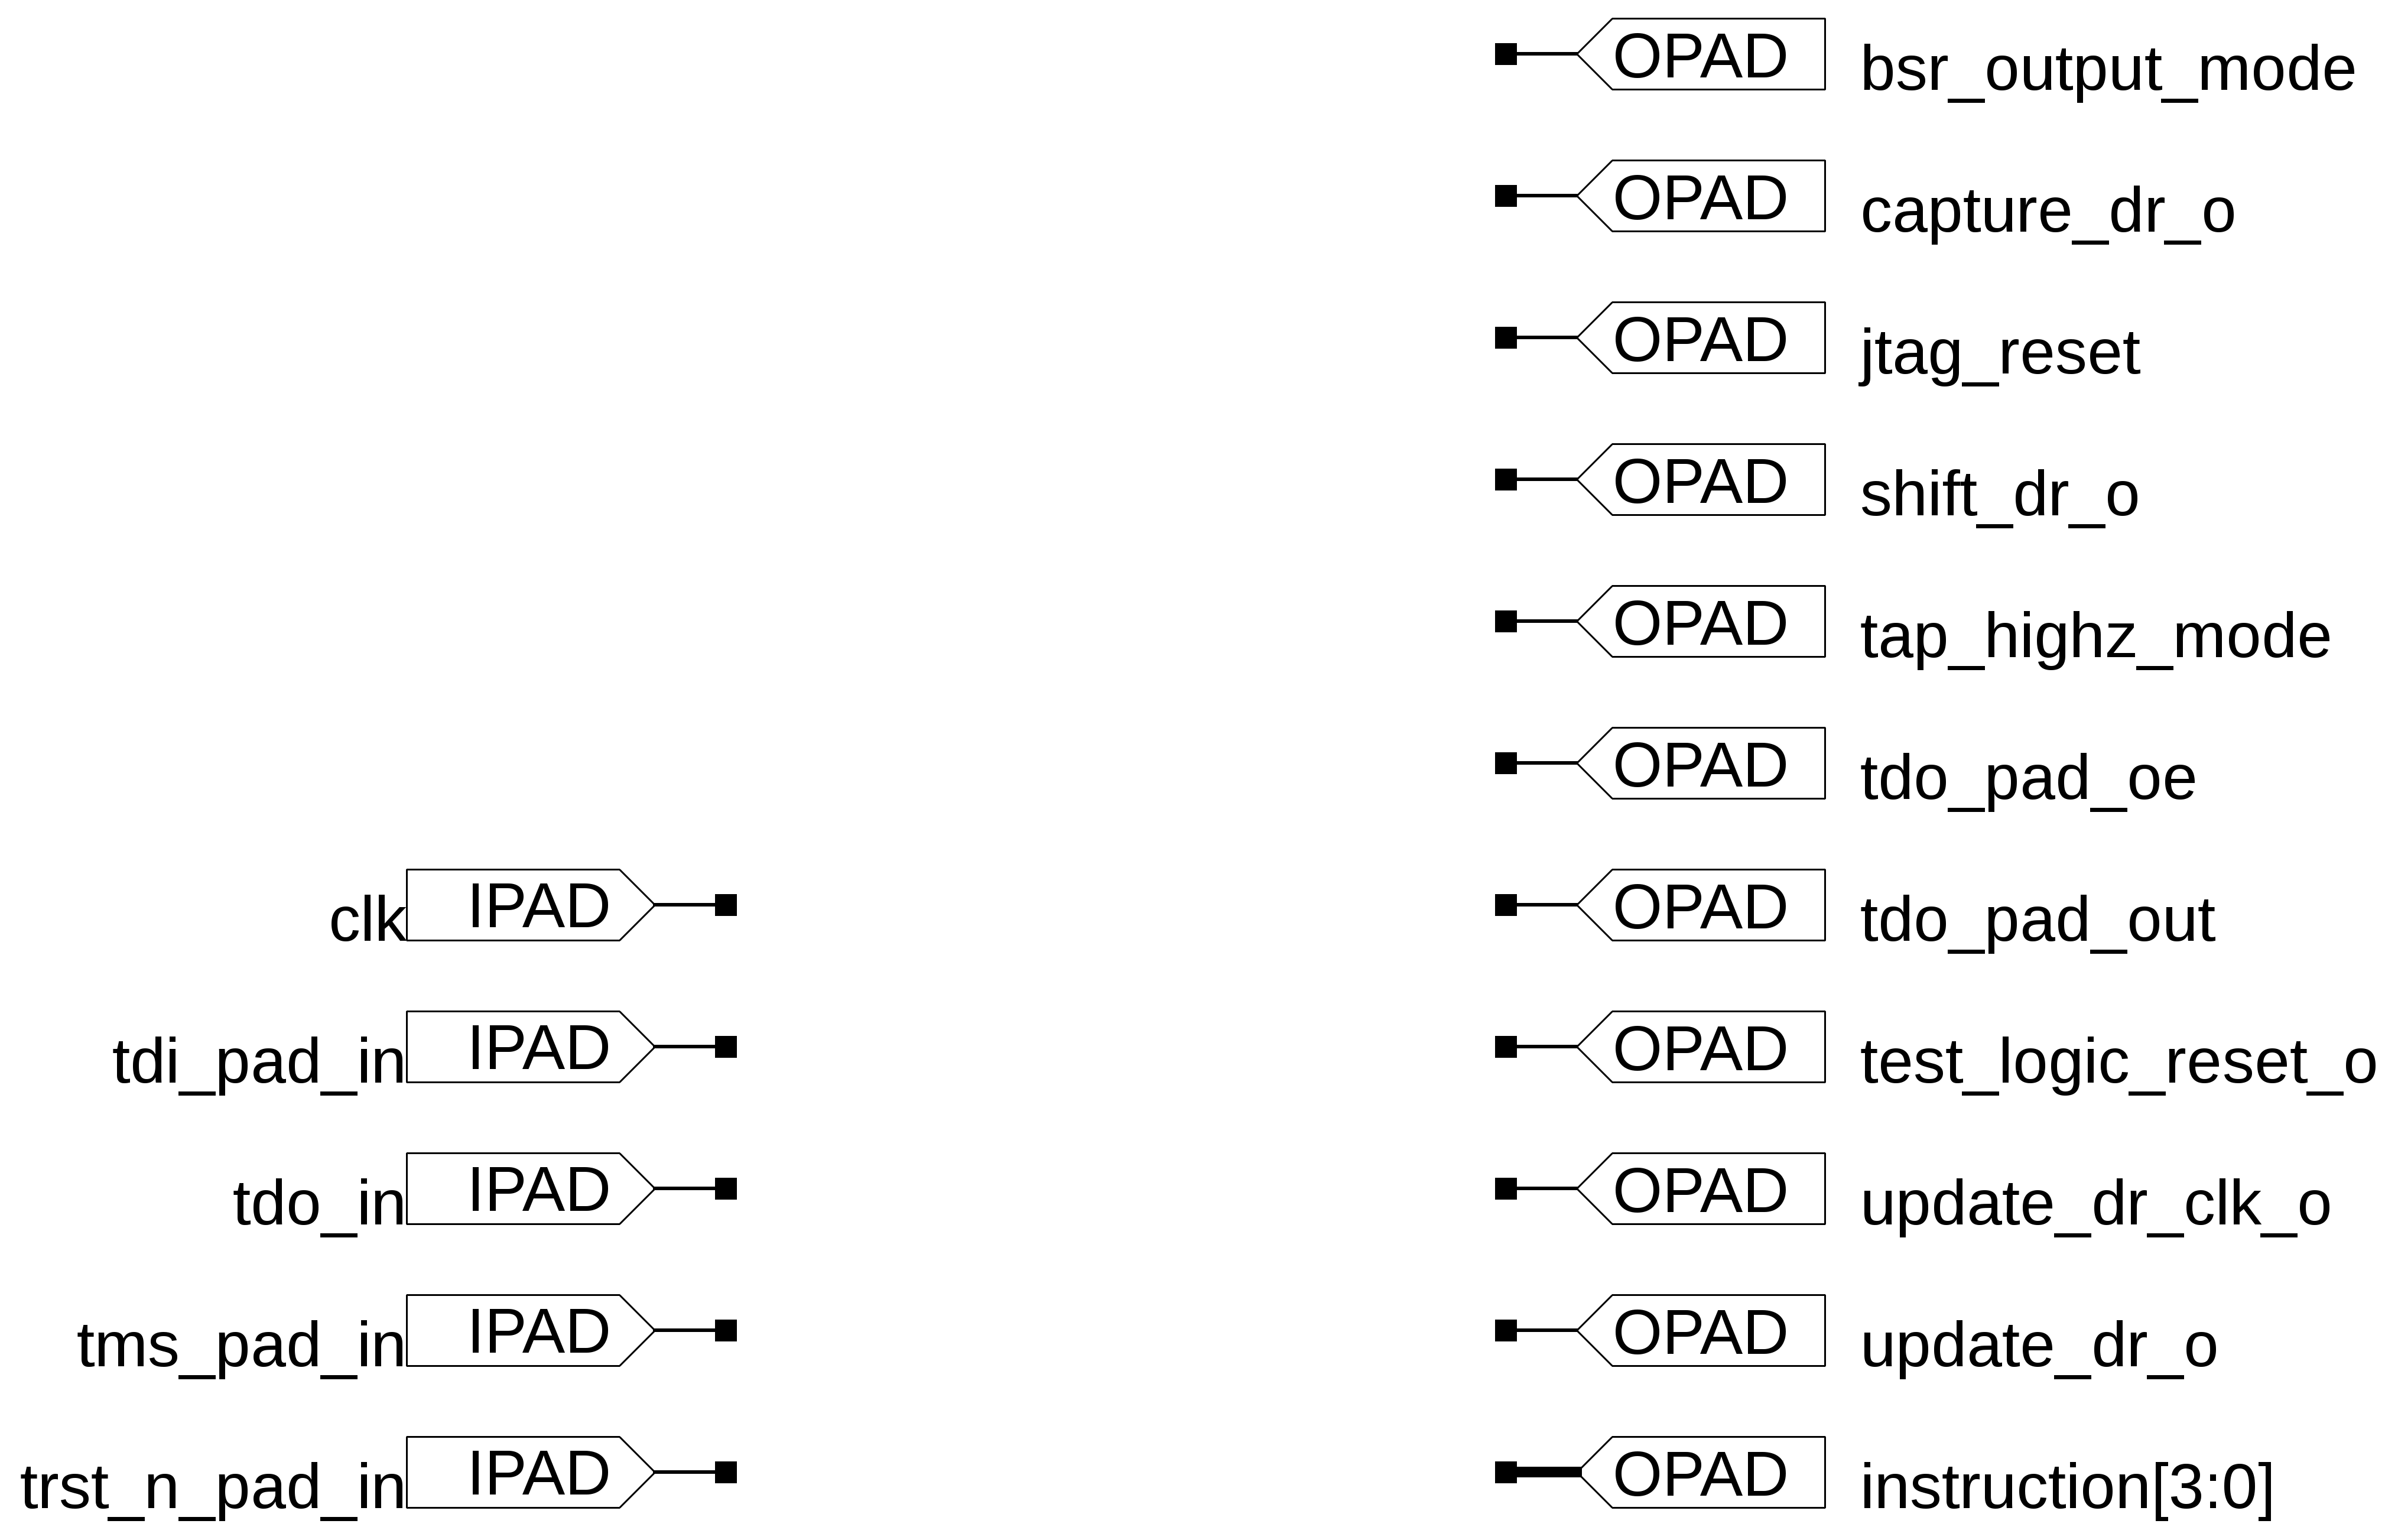 OPAD bsr_output_mode
OPAD capture_dr_o
OPAD jtag_reset
OPAD shift_dr_o
OPAD tap_highz_mode
OPAD tdo_pad_oe
clk IPAD OPAD tdo_pad_out
tdi_pad_in IPAD OPAD test_logic_reset_o
tdo_in IPAD OPAD update_dr_clk_o
tms_pad_in IPAD OPAD update_dr_o
trst_n_pad_in IPAD OPAD instruction[3:0]